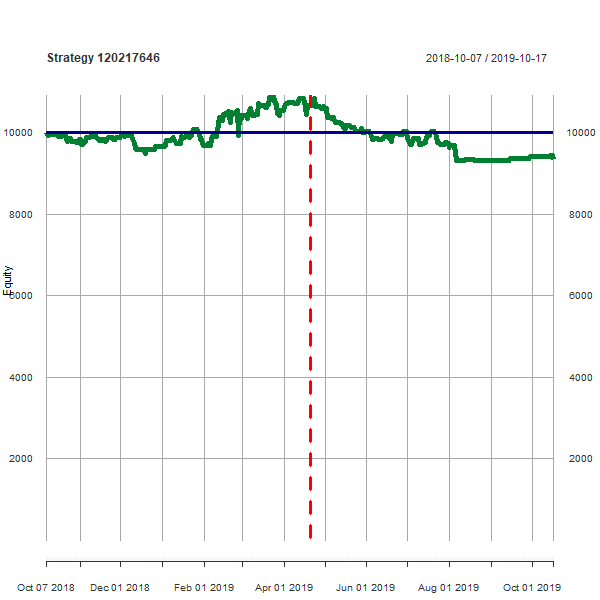 Strategy 120217646
2018-10-07 / 2019-10-17
10000
10000
8000
8000
Equity
6000
6000
4000
4000
2000
2000
Oct 07 2018
Dec 01 2018
Feb 01 2019
Apr 01 2019
Jun 01 2019
Aug 01 2019
Oct 01 2019